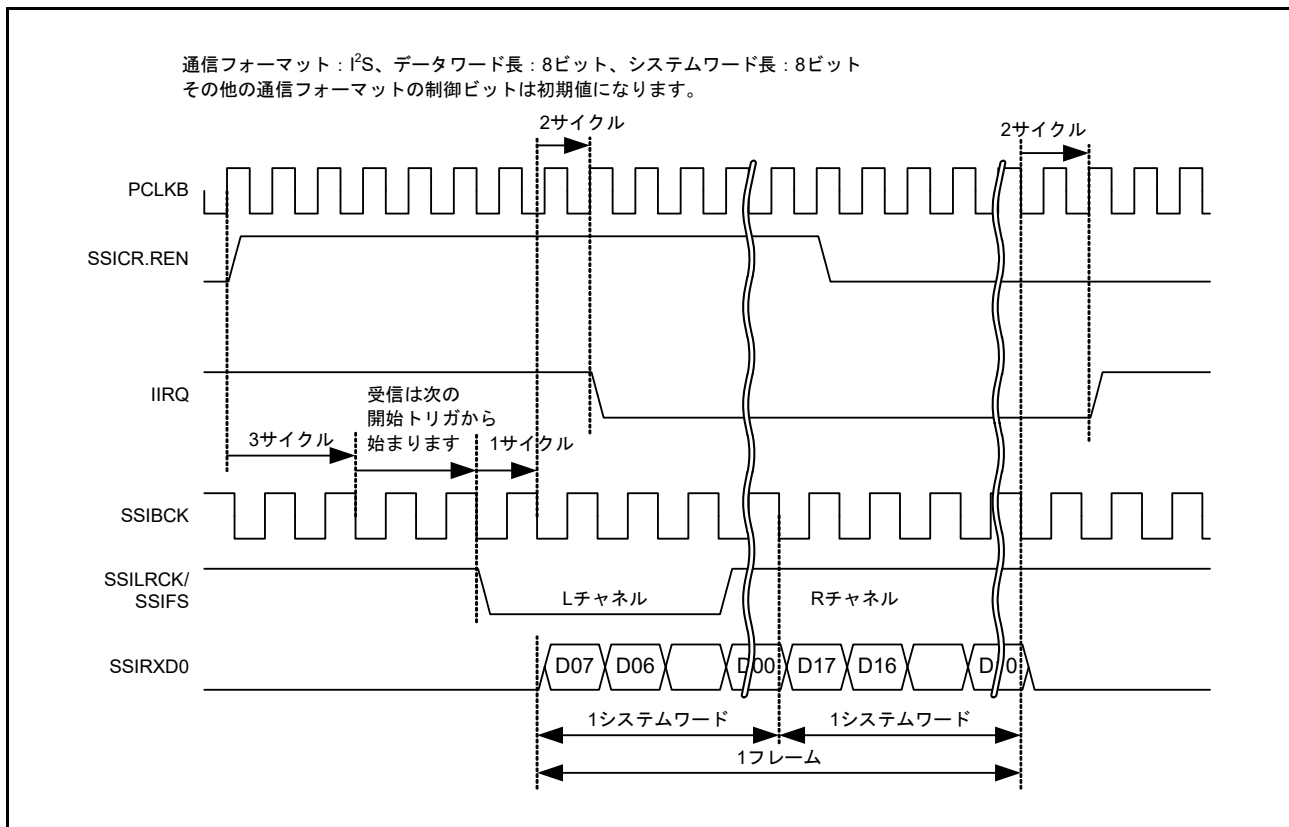 通信フォーマット：I²S、データワード長：8ビット、システムワード長：8ビット
その他の通信フォーマットの制御ビットは初期値になります。
2サイクル
2サイクル
PCLKB
SSICR.REN
IIRQ
受信は次の
開始トリガから
始まります
3サイクル
1サイクル
SSIBCK
SSILRCK/
SSIFS
Lチャネル
Rチャネル
SSIRXD0
D07
D06
D00
D17
D16
1システムワード
1システムワード
1フレーム